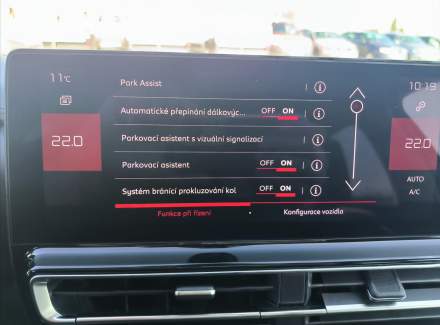 11°C
Park Assist
10:19
Automatické přepínání dálkovýc... OFF ON
22.0
Parkovací asistent s vizuální signalizací
22.0
Parkovací asistent OFF ON
AUTO
Systém bránící prokluzování kol OFF ON
A/C
Funkce při řízení
Konfigurace vozidla